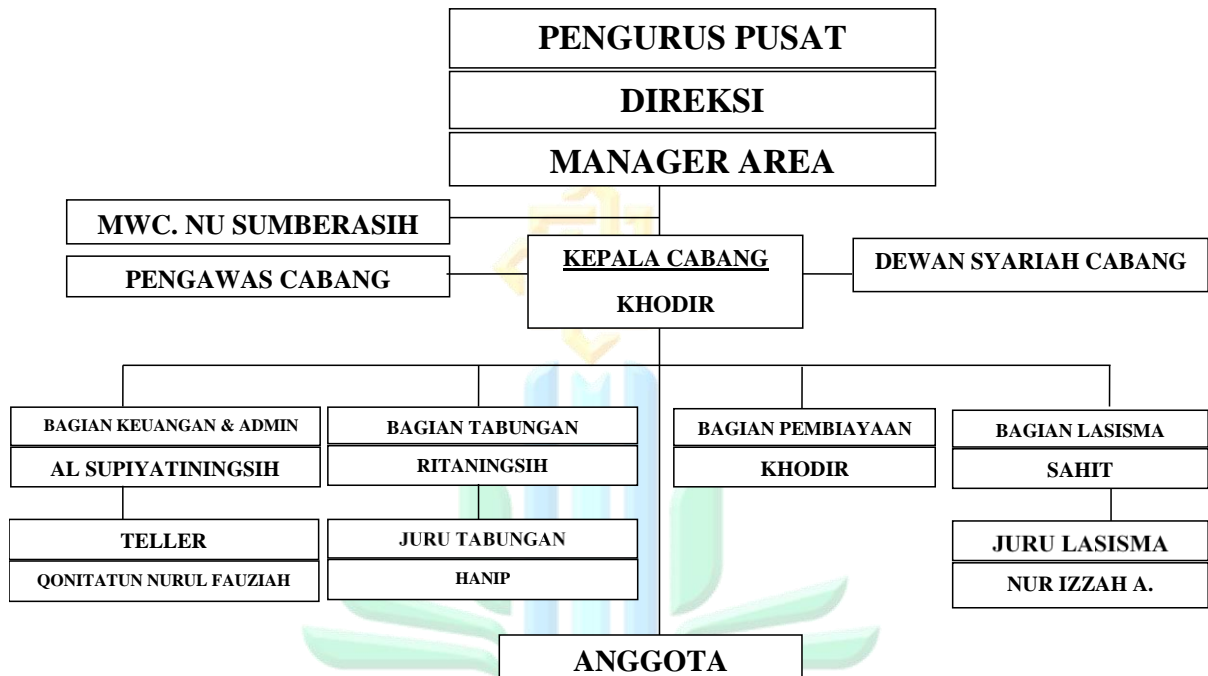 PENGURUS PUSAT
DIREKSI
MANAGER AREA
MWC. NU SUMBERASIH
PENGAWAS CABANG
KEPALA CABANG
KHODIR
DEWAN SYARIAH CABANG
BAGIAN KEUANGAN & ADMIN
AL SUPIYATININGSIH
BAGIAN TABUNGAN
RITANINGSIH
BAGIAN PEMBIAYAAN
KHODIR
BAGIAN LASISMA
SAHIT
TELLER
QONITATUN NURUL FAUZIAH
JURU TABUNGAN
HANIP
JURU LASISMA
NUR IZZAH A.
ANGGOTA